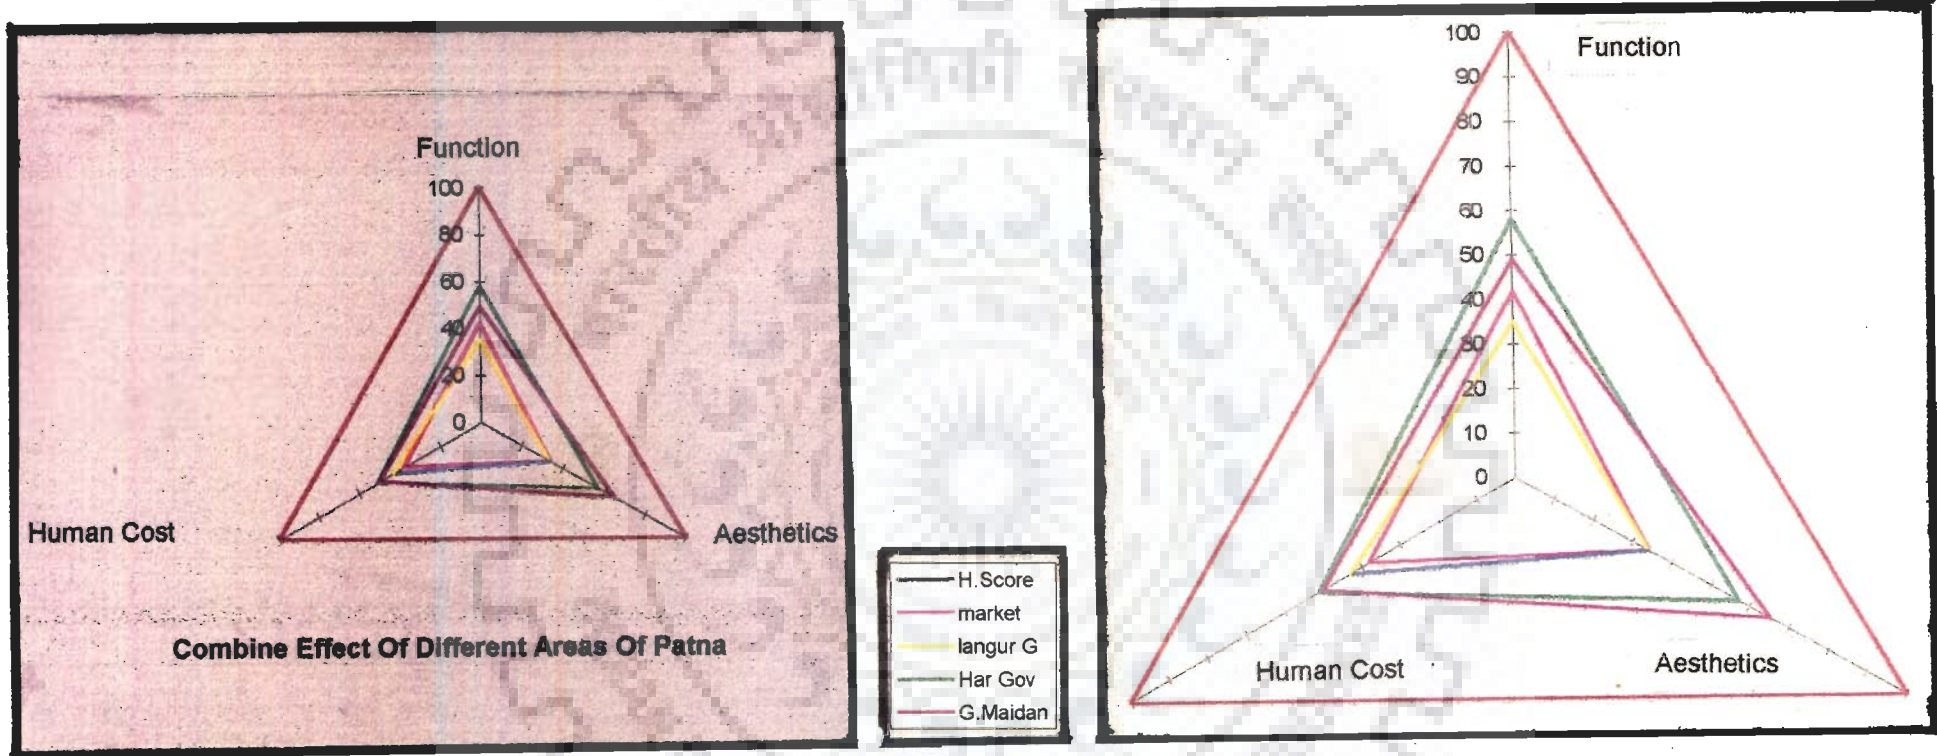 Function
100
80
60
40
20
0
Human Cost
Aesthetics
Combine Effect Of Different Areas Of Patna
H.Score
market
langur G
Har Gov
G.Maidan
100
Function
90
80
70
60
50
40
30
20
10
0
Human Cost
Aesthetics